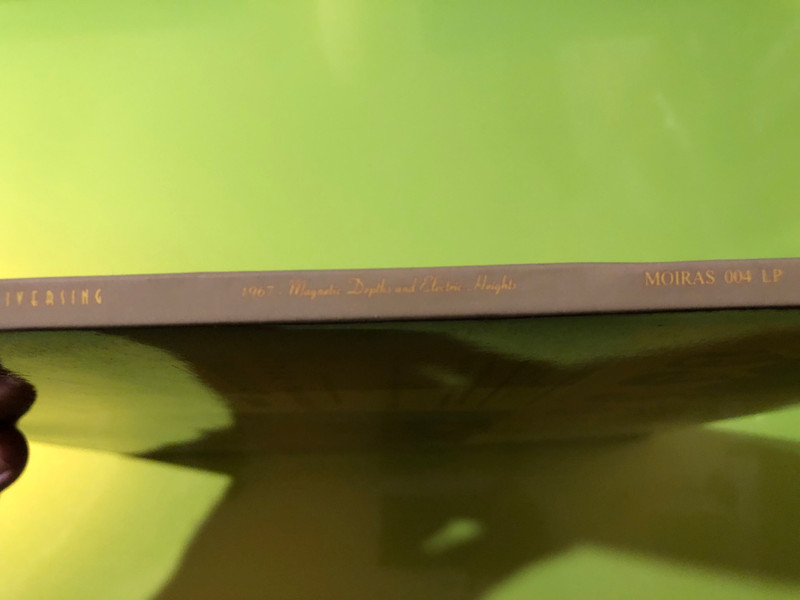 IVERSING 1967 Magnetic Depths and Electric Heights MOIRAS 004 LP